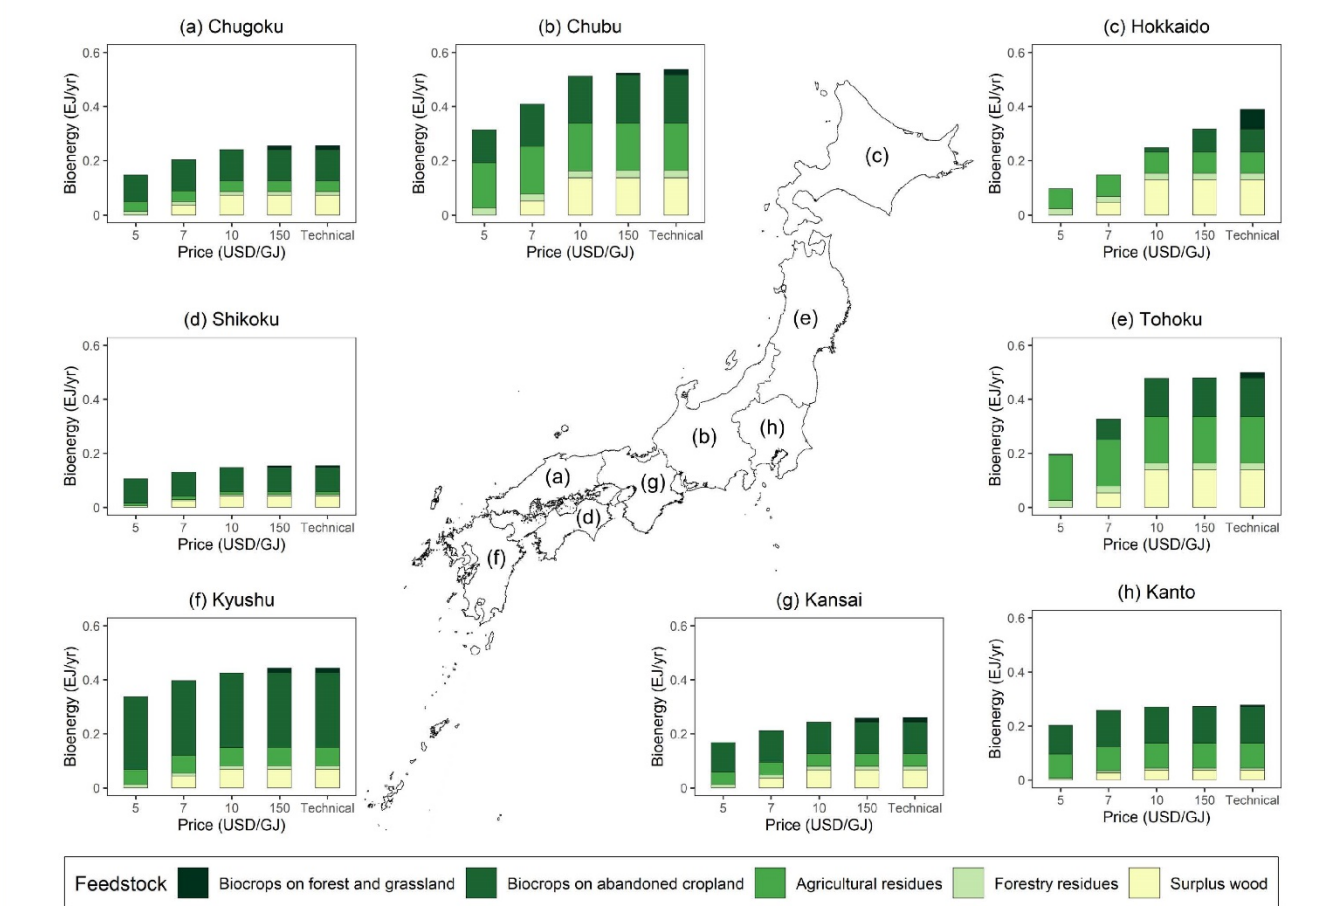 (a) Chugoku
Bioenergy (EJ/yr)
0.6
0.4
0.2
0
5 7 10 150 Technical
Price (USD/GJ)
(b) Chubu
Bioenergy (EJ/yr)
0.6
0.4
0.2
0
5 7 10 150 Technical
Price (USD/GJ)
(c) Hokkaido
Bioenergy (EJ/yr)
0.6
0.4
0.2
0
5 7 10 150 Technical
Price (USD/GJ)
(d) Shikoku
Bioenergy (EJ/yr)
0.6
0.4
0.2
0
5 7 10 150 Technical
Price (USD/GJ)
(c)
(e)
(b)
(h)
(a)
(g)
(d)
(f)
(e) Tohoku
Bioenergy (EJ/yr)
0.6
0.4
0.2
0
5 7 10 150 Technical
Price (USD/GJ)
(f) Kyushu
Bioenergy (EJ/yr)
0.6
0.4
0.2
0
5 7 10 150 Technical
Price (USD/GJ)
(g) Kansai
Bioenergy (EJ/yr)
0.6
0.4
0.2
0
5 7 10 150 Technical
Price (USD/GJ)
(h) Kanto
Bioenergy (EJ/yr)
0.6
0.4
0.2
0
5 7 10 150 Technical
Price (USD/GJ)
Feedstock Biocrops on forest and grassland Biocrops on abandoned cropland Agricultural residues Forestry residues Surplus wood